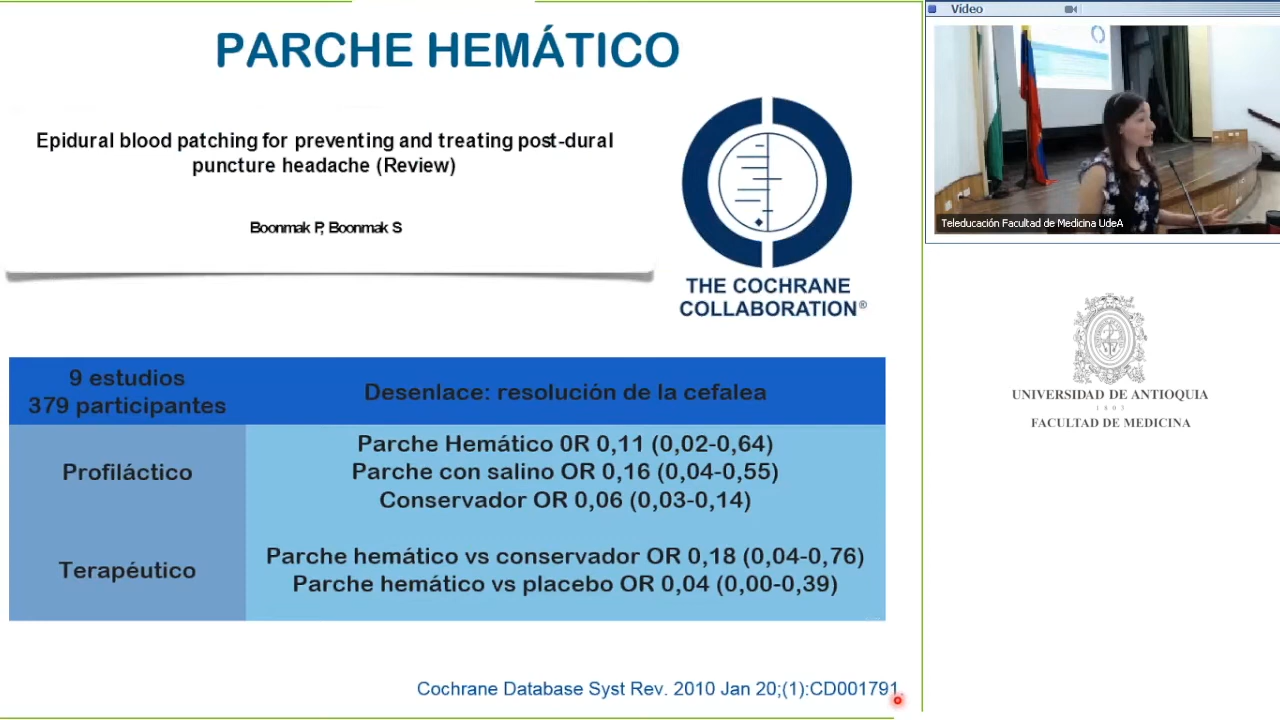 PARCHE HEMÁTICO
Epidural blood patching for preventing and treating post-dural
puncture headache (Review)
Boonmak P, Boonmak S
THE COCHRANE
COLLABORATION®
9 estudios
379 participantes
Desenlace: resolución de la cefalea
Profiláctico
Parche Hemático 0R 0,11 (0,02-0,64)
Parche con salino OR 0,16 (0,04-0,55)
Conservador OR 0,06 (0,03-0,14)
Terapéutico
Parche hemático vs conservador OR 0,18 (0,04-0,76)
Parche hemático vs placebo OR 0,04 (0,00-0,39)
Cochrane Database Syst Rev. 2010 Jan 20;(1):CD001791
Vídeo
Teleducación Facultad de Medicina UdeA
UNIVERSIDAD DE ANTIOQUIA
1803
FACULTAD DE MEDICINA